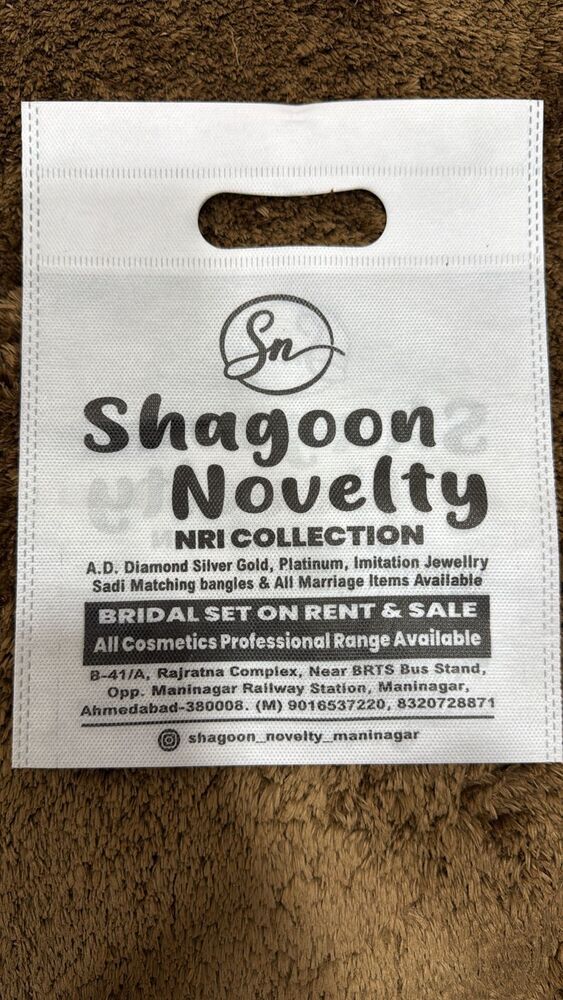 Sn
Shagoon
Novelty
NRI COLLECTION
A.D. Diamond Silver Gold, Platinum, Imitation Jewellry
Sadi Matching bangles & All Marriage Items Available
BRIDAL SET ON RENT & SALE
All Cosmetics Professional Range Available
B-41/A, Rajratna Complex, Near BRTS Bus Stand,
Opp. Maninagar Railway Station, Maninagar,
Ahmedabad-380008. (M) 9016537220, 8320728871
shagoon_novelty_maninagar